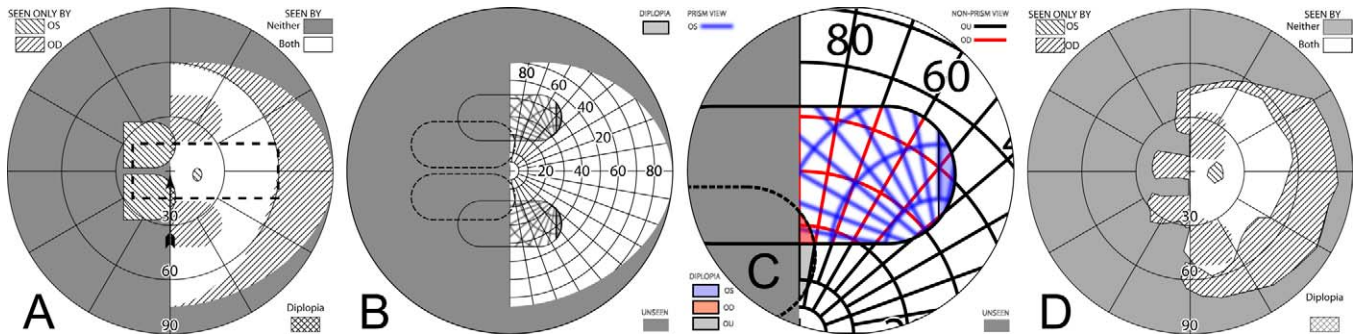 SEEN ONLY BY
OS
OD
SEEN BY
Neither
Both
30
60
90
Diplopia
A
DIPLOPIA
80
60
40
20
20
40
60
80
UNSEEN
B
PRISM VIEW
OS
NON-PRISM VIEW
OU
OD
80
60
DIPLOPIA
OS
OD
OU
UNSEEN
C
SEEN ONLY BY
OS
OD
SEEN BY
Neither
Both
30
60
90
Diplopia
D